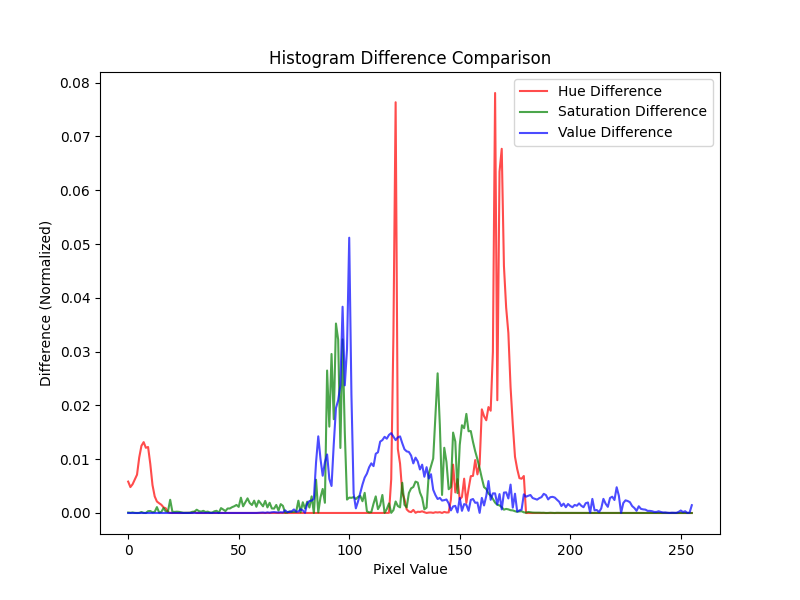 Histogram Difference Comparison
Hue Difference
Saturation Difference
Value Difference
Difference (Normalized)
0.08
0.07
0.06
0.05
0.04
0.03
0.02
0.01
0.00
0 50 100 150 200 250
Pixel Value